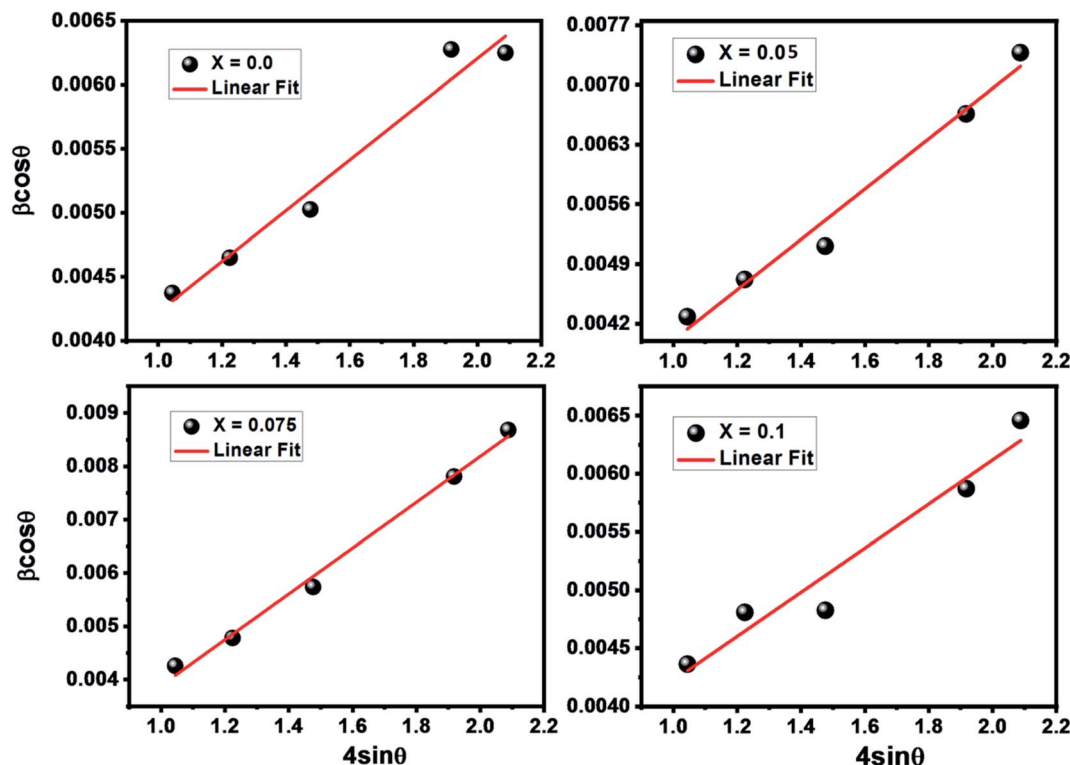 0.0065
0.0060
0.0055
0.0050
0.0045
0.0040
βcosθ
X = 0.0
Linear Fit
1.0 1.2 1.4 1.6 1.8 2.0 2.2
0.0077
0.0070
0.0063
0.0056
0.0049
0.0042
X = 0.05
Linear Fit
1.0 1.2 1.4 1.6 1.8 2.0 2.2
0.009
0.008
0.007
0.006
0.005
0.004
βcosθ
X = 0.075
Linear Fit
1.0 1.2 1.4 1.6 1.8 2.0 2.2
4sinθ
0.0065
0.0060
0.0055
0.0050
0.0045
0.0040
X = 0.1
Linear Fit
1.0 1.2 1.4 1.6 1.8 2.0 2.2
4sinθ